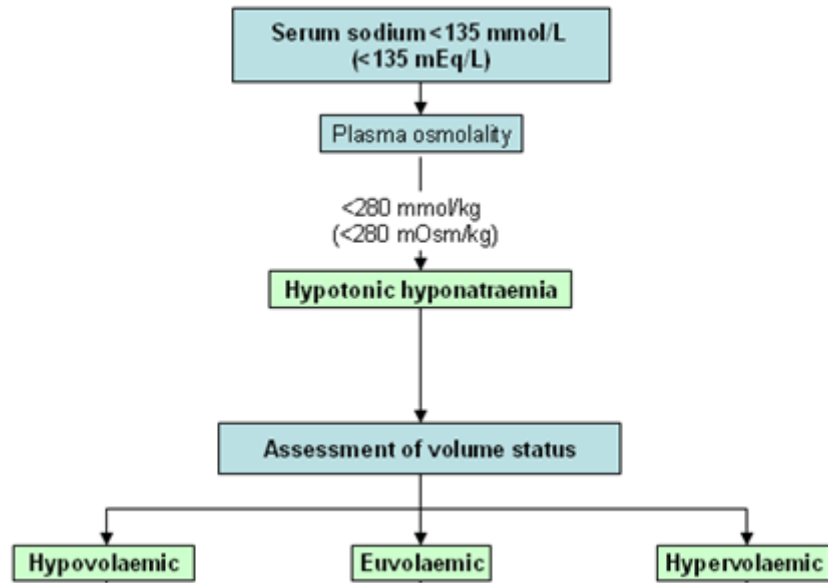 Serum sodium <135 mmol/L
(<135 mEq/L)
Plasma osmolality
<280 mmol/kg
(<280 mOsm/kg)
Hypotonic hyponatraemia
Assessment of volume status
Hypovolaemic
Euvolaemic
Hypervolaemic